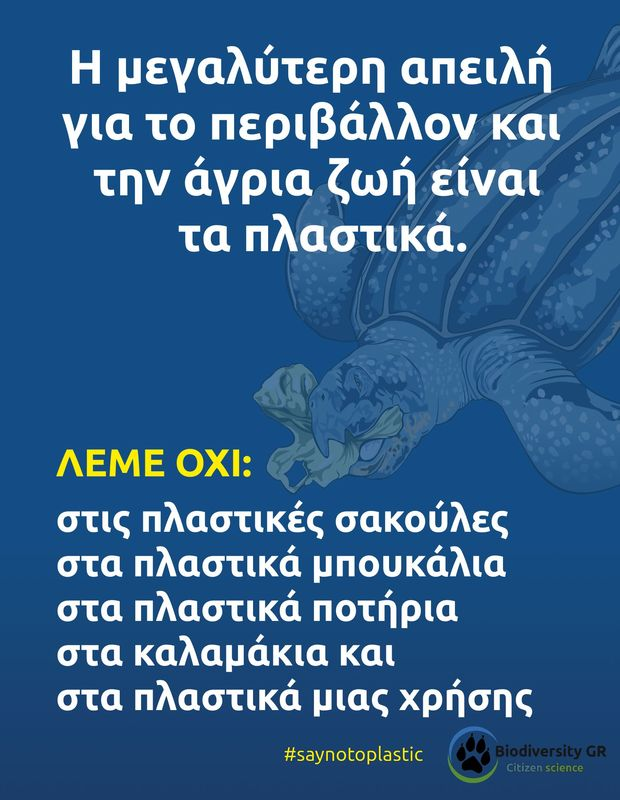 Η μεγαλύτερη απειλή
για το περιβάλλον και
την άγρια ζωή είναι
τα πλαστικά.
ΛΕΜΕ ΟΧΙ:
στις πλαστικές σακούλες
στα πλαστικά μπουκάλια
στα πλαστικά ποτήρια
στα καλαμάκια και
στα πλαστικά μιας χρήσης
#saynotoplastic
Biodiversity GR
Citizen science